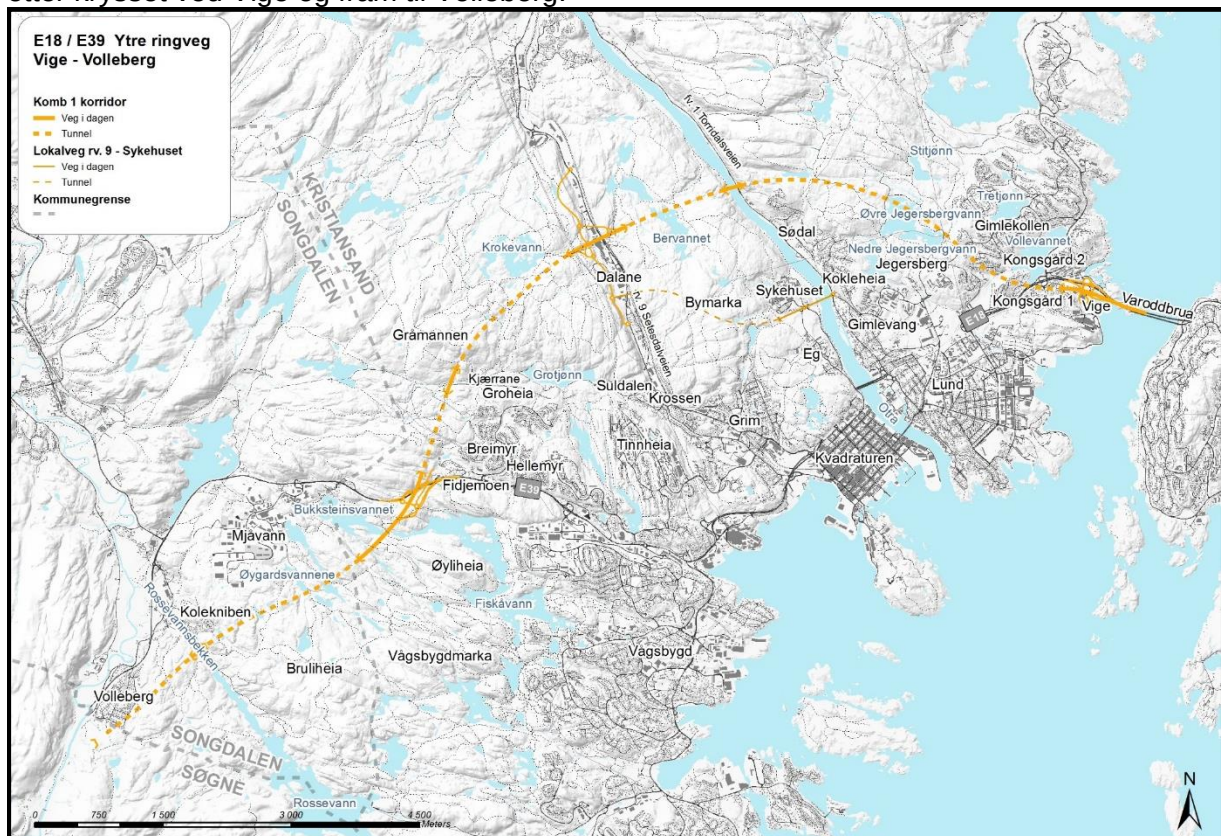 etter krysset ved Vige og fram til Volleberg.
E18 / E39 Ytre ringveg
Vige - Volleberg
Komb 1 korridor
Veg i dagen
Tunnel
Lokalveg rv. 9 - Sykehuset
Veg i dagen
Tunnel
Kommunegrense
KRISTIANSAND
SONGDALEN
fv. 1 Torridalsveien
Stitjønn
Tretjønn
Øvre Jegersbergvann
Gimlekollen
Krokevann
Bervannet
Sødal
Nedre Jegersbergvann
Vollevannet
Jegersberg
Kongsgård 2
Dalane
Kokleheia
Sykehuset
Bymarka
Kongsgård 1
Vige
Varoddbrua
E18
Gimlevang
rv. 9 Setesdalveien
Gråmannen
Eg
Kjærrane
Grotjønn
Groheia
Suldalen
Krossen
Lund
Otra
Grim
Breimyr
Tinnheia
Kvadraturen
Hellemyr
Fidjemoen
E39
Bukksteinsvannet
Mjåvann
Øygardsvannene
Øyliheia
Fiskåvann
Rossevannsbekken
Kolekniben
Bruliheia
Vågsbygdmarka
Vågsbygd
Volleberg
SONGDALEN
SØGNE
Rossevann
N
0 750 1 500 3 000 4 500
Meters